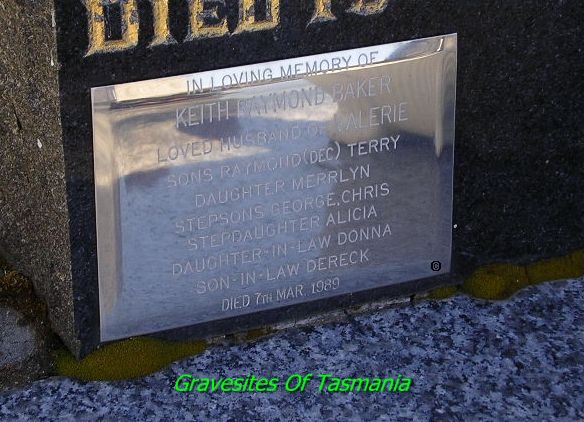 DIED 19
IN LOVING MEMORY OF
KEITH RAYMOND BAKER
LOVED HUSBAND OF VALERIE
SONS RAYMOND (DEC) TERRY
DAUGHTER MERRLYN
STEPSONS GEORGE, CHRIS
STEPDAUGHTER ALICIA
DAUGHTER-IN-LAW DONNA
SON-IN-LAW DERECK
DIED 7TH MAR. 1989
Gravesites Of Tasmania